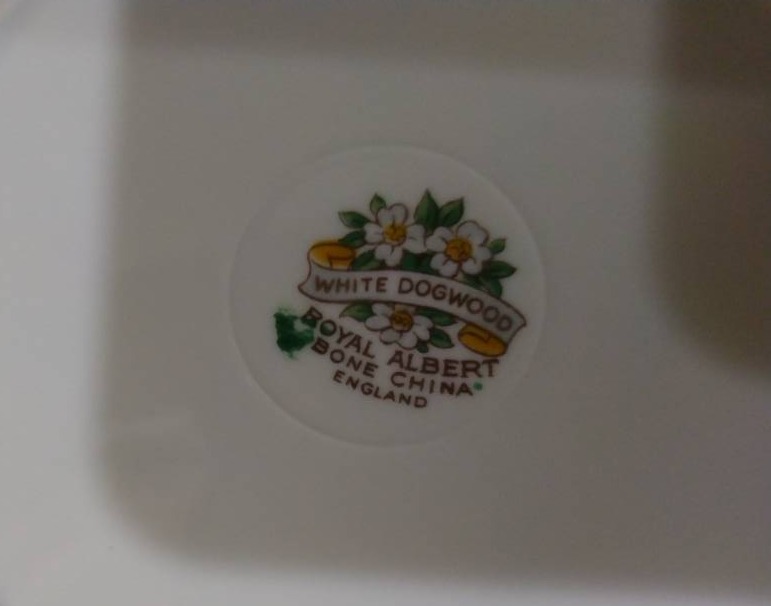 WHITE DOGWOOD
ROYAL ALBERT
BONE CHINA
ENGLAND